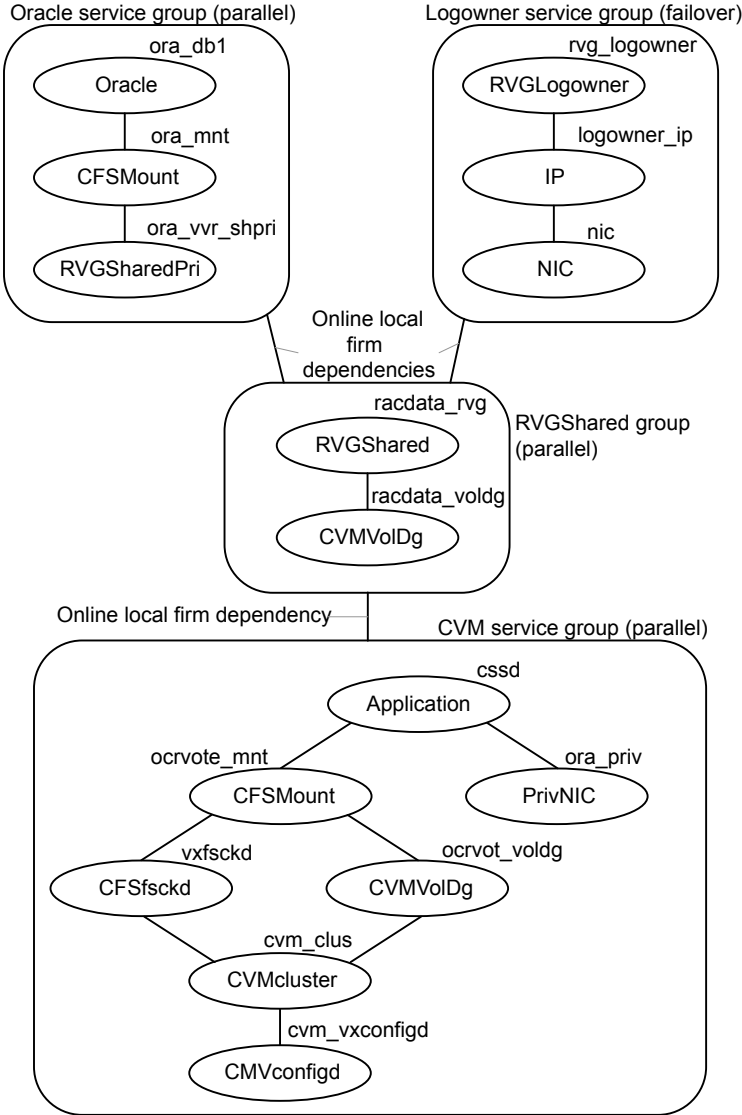 Oracle service group (parallel)
Logowner service group (failover)
ora_db1
Oracle
ora_mnt
CFSMount
ora_vvr_shpri
RVGSharedPri
rvg_logowner
RVGLogowner
logowner_ip
IP
nic
NIC
Online local
firm
dependencies
racdata_rvg
RVGShared
racdata_voldg
CVMVolDg
RVGShared group
(parallel)
Online local firm dependency
CVM service group (parallel)
cssd
Application
ocrvote_mnt
CFSMount
ora_priv
PrivNIC
vxfsckd
CFSfsckd
ocrvot_voldg
CVMVolDg
cvm_clus
CVMcluster
cvm_vxconfigd
CMVconfigd